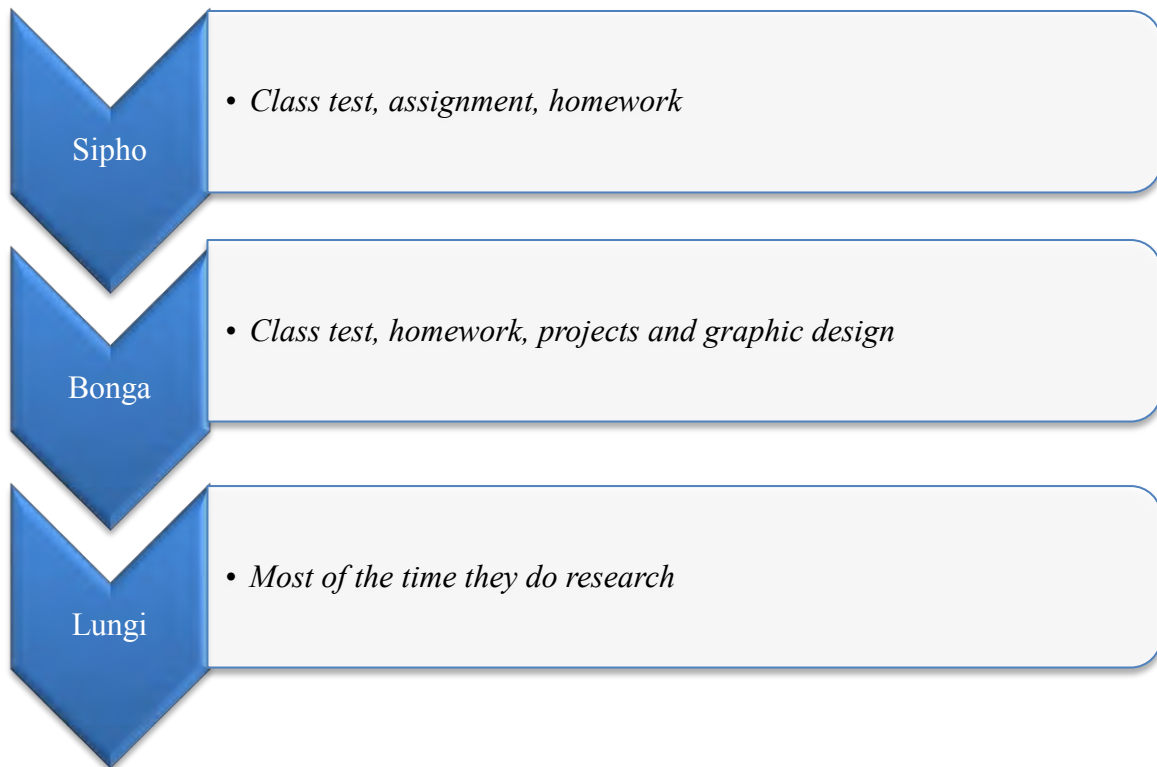 Sipho
• Class test, assignment, homework
Bonga
• Class test, homework, projects and graphic design
Lungi
• Most of the time they do research